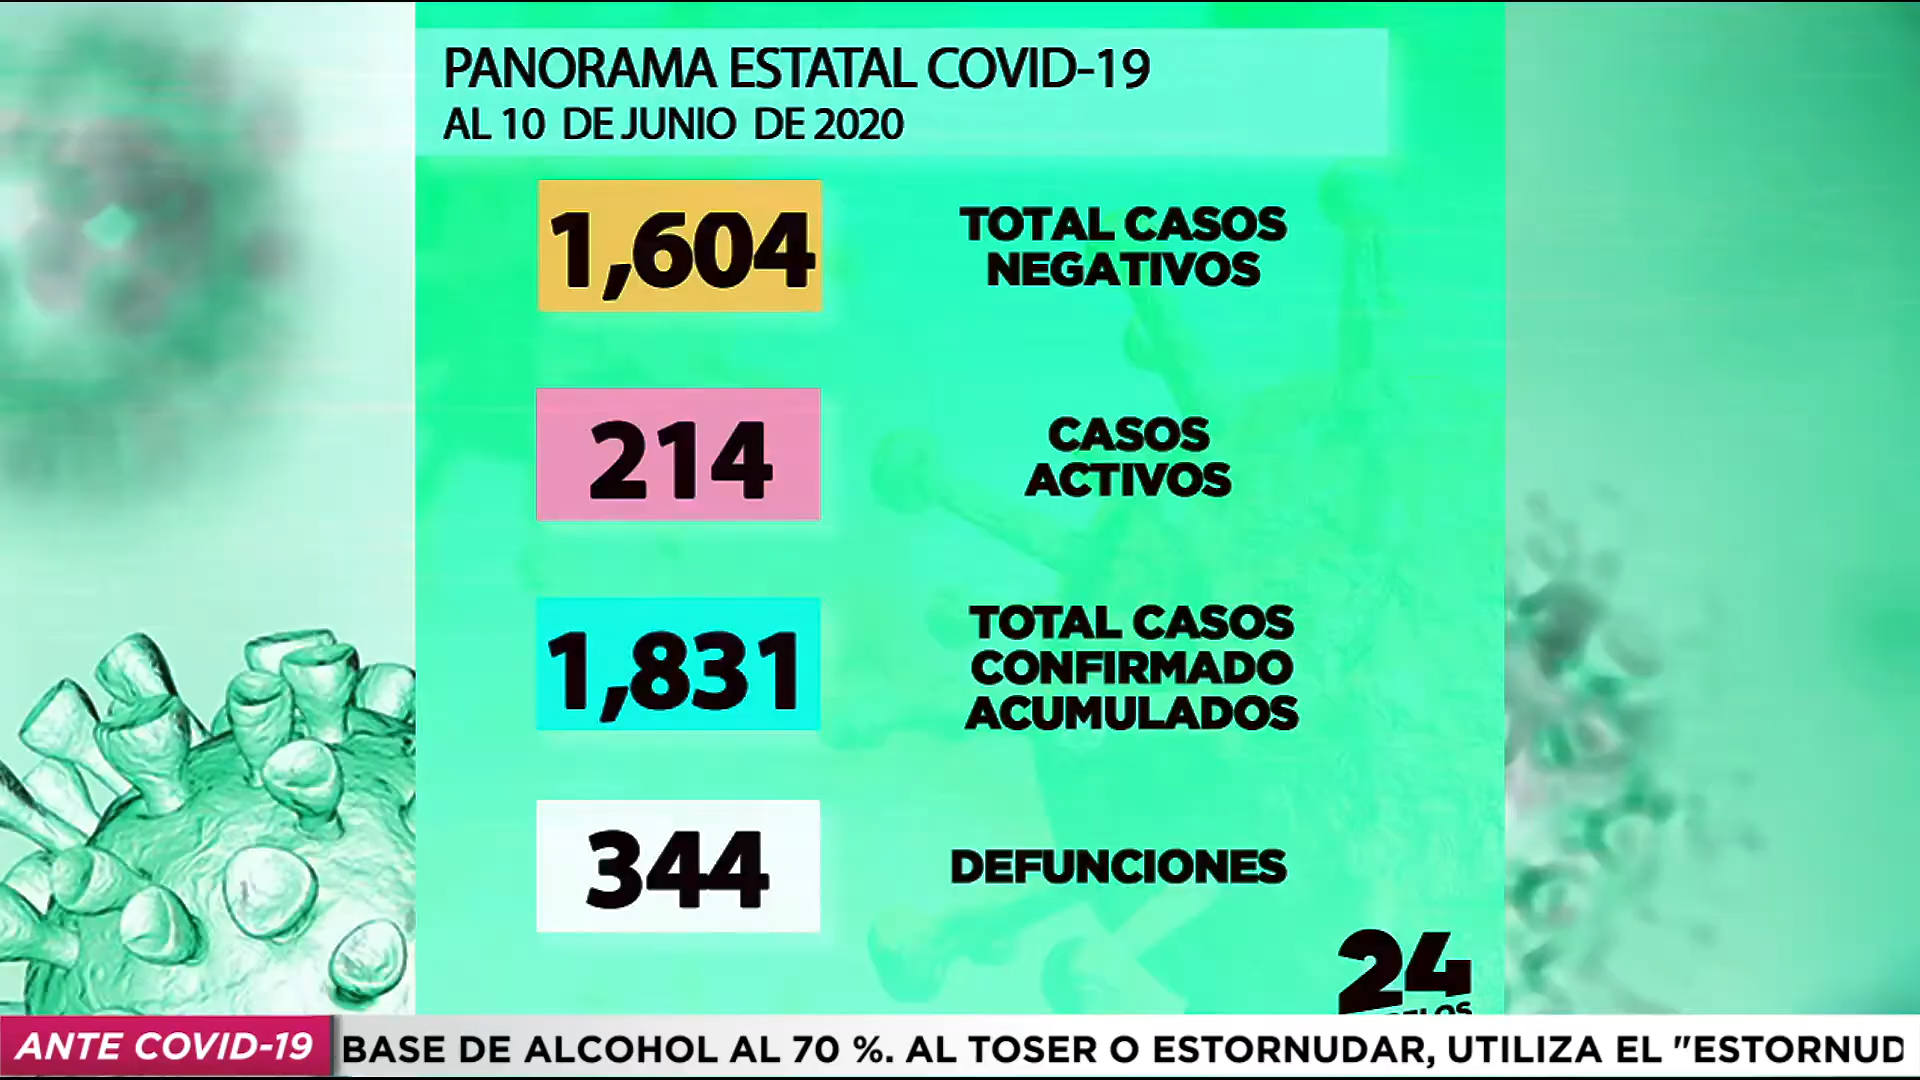 PANORAMA ESTATAL COVID-19
AL 10 DE JUNIO DE 2020
1,604
TOTAL CASOS
NEGATIVOS
214
CASOS
ACTIVOS
1,831
TOTAL CASOS
CONFIRMADO
ACUMULADOS
344
DEFUNCIONES
24
ANTE COVID-19
BASE DE ALCOHOL AL 70 %. AL TOSER O ESTORNUDAR, UTILIZA EL "ESTORNUD